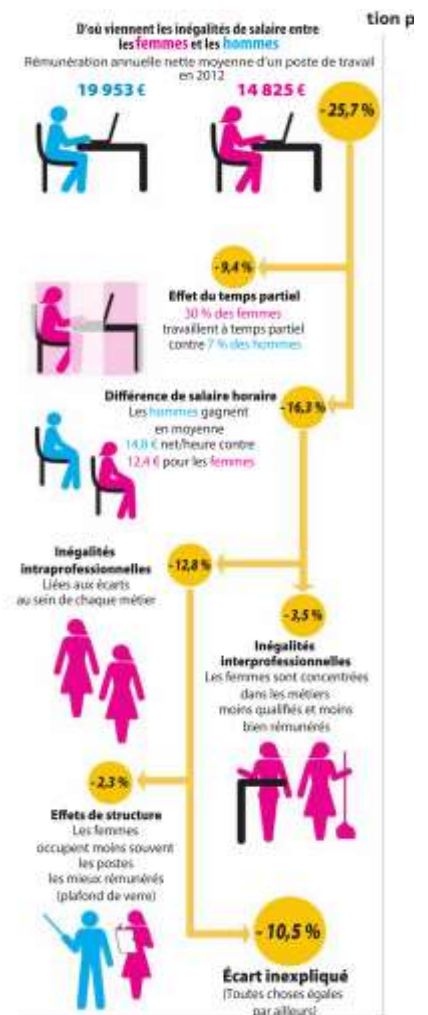 tion p
D'où viennent les inégalités de salaire entre
les femmes et les hommes
Rémunération annuelle nette moyenne d'un poste de travail
en 2012
19 953 €
14 825 €
- 25,7 %
- 9,4 %
Effet du temps partiel
30 % des femmes
travaillent à temps partiel
contre 7 % des hommes
Différence de salaire horaire
- 16,3 %
Les hommes gagnent
en moyenne
14,8 € net/heure contre
12,4 € pour les femmes
Inégalités
intraprofessionnelles
Liées aux écarts
au sein de chaque métier
- 12,8 %
- 3,5 %
Inégalités
interprofessionnelles
Les femmes sont concentrées
dans les métiers
moins qualifiés et moins
bien rémunérés
- 2,3 %
Effets de structure
Les femmes
occupent moins souvent
les postes
les mieux rémunérés
(plafond de verre)
- 10,5 %
Écart inexpliqué
(Toutes choses égales
par ailleurs)